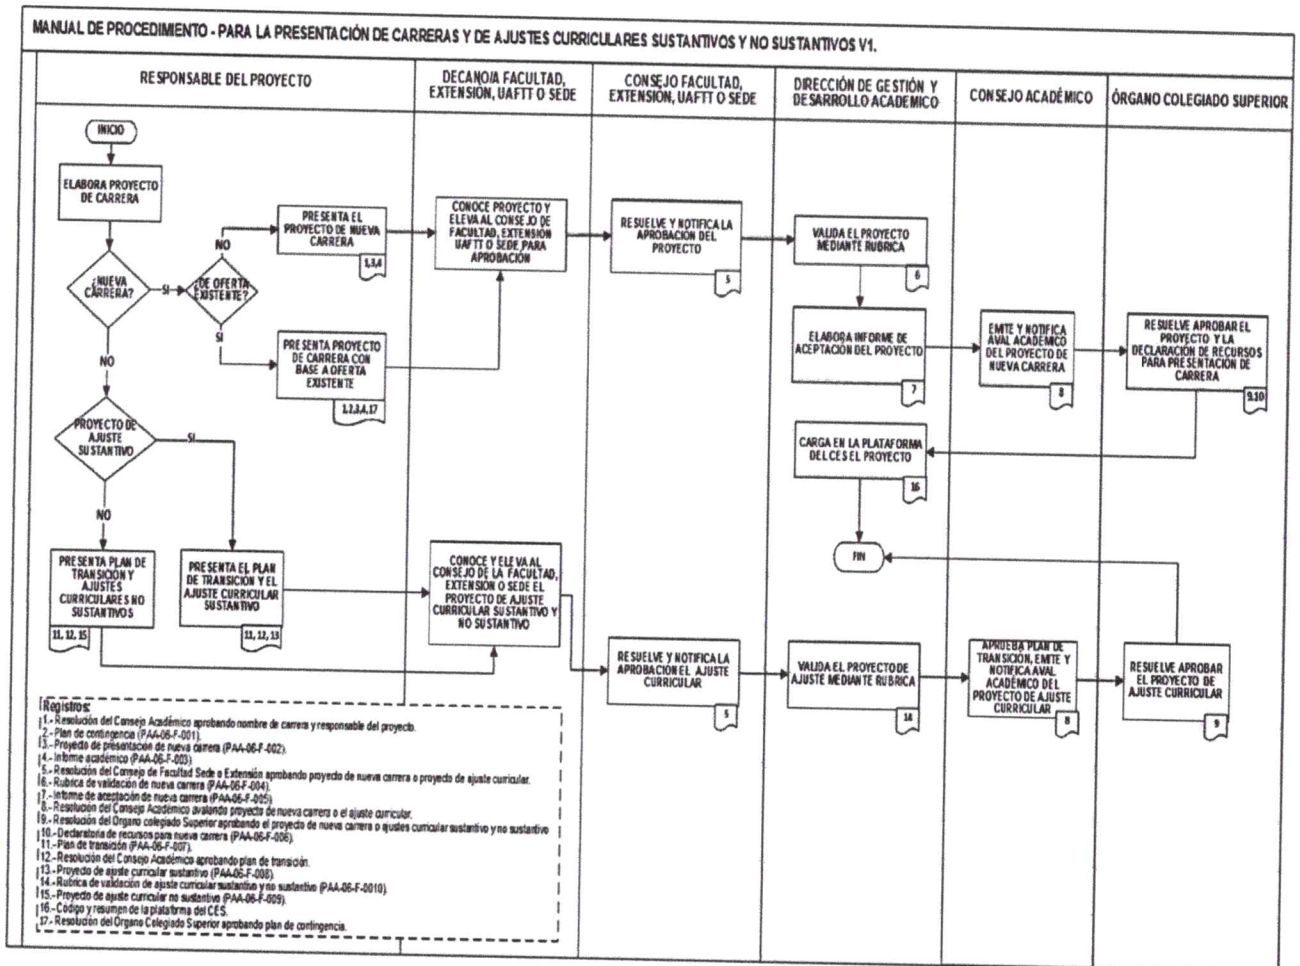 MANUAL DE PROCEDIMIENTO - PARA LA PRESENTACIÓN DE CARRERAS Y DE AJUSTES CURRICULARES SUSTANTIVOS Y NO SUSTANTIVOS V1.
RESPONSABLE DEL PROYECTO
DECANO/A FACULTAD,
EXTENSIÓN, UAFTT O SEDE
CONSEJO FACULTAD,
EXTENSIÓN, UAFTT O SEDE
DIRECCIÓN DE GESTIÓN Y
DESARROLLO ACADEMICO
CONSEJO ACADÉMICO
ÓRGANO COLEGIADO SUPERIOR
INICIO
ELABORA PROYECTO
DE CARRERA
¿NUEVA
CARRERA?
SI
¿DE OFERTA
EXISTENTE?
NO
PRESENTA EL
PROYECTO DE NUEVA
CARRERA
1,3,4
CONOCE PROYECTO Y
ELEVA AL CONSEJO DE
FACULTAD, EXTENSIÓN
UAFTT O SEDE PARA
APROBACIÓN
RESUELVE Y NOTIFICA LA
APROBACIÓN DEL
PROYECTO
5
VALIDA EL PROYECTO
MEDIANTE RUBRICA
6
SI
PRESENTA PROYECTO
DE CARRERA CON
BASE A OFERTA
EXISTENTE
1,2,3,4,17
ELABORA INFORME DE
ACEPTACIÓN DEL PROYECTO
7
EMITE Y NOTIFICA
AVAL ACADÉMICO
DEL PROYECTO DE
NUEVA CARRERA
8
RESUELVE APROBAR EL
PROYECTO Y LA
DECLARACIÓN DE RECURSOS
PARA PRESENTACIÓN DE
CARRERA
9,10
NO
PROYECTO DE
AJUSTE
SUSTANTIVO
SI
CARGA EN LA PLATAFORMA
DEL CES EL PROYECTO
16
NO
FIN
PRESENTA PLAN DE
TRANSICIÓN Y
AJUSTES
CURRICULARES NO
SUSTANTIVOS
11, 12, 15
PRESENTA EL PLAN
DE TRANSICIÓN Y EL
AJUSTE CURRICULAR
SUSTANTIVO
11, 12, 13
CONOCE Y ELEVA AL
CONSEJO DE LA FACULTAD,
EXTENSIÓN O SEDE EL
PROYECTO DE AJUSTE
CURRICULAR SUSTANTIVO Y
NO SUSTANTIVO
RESUELVE Y NOTIFICA LA
APROBACIÓN EL AJUSTE
CURRICULAR
5
VALIDA EL PROYECTO DE
AJUSTE MEDIANTE RUBRICA
14
APRUEBA PLAN DE
TRANSICIÓN, EMITE Y
NOTIFICA AVAL
ACADÉMICO DEL
PROYECTO DE AJUSTE
CURRICULAR
8
RESUELVE APROBAR
EL PROYECTO DE
AJUSTE CURRICULAR
9
Registros:
1.- Resolución del Consejo Académico aprobando nombre de carrera y responsable del proyecto.
2.- Plan de contingencia (PAA-06-F-001).
3.- Proyecto de presentación de nueva carrera (PAA-06-F-002).
4.- Informe académico (PAA-06-F-003).
5.- Resolución del Consejo de Facultad Sede o Extensión aprobando proyecto de nueva carrera o proyecto de ajuste curricular.
6.- Rubrica de validación de nueva carrera (PAA-06-F-004).
7.- Informe de aceptación de nueva carrera (PAA-06-F-005)
8.- Resolución del Consejo Académico avalando proyecto de nueva carrera o el ajuste curricular.
9.- Resolución del Organo colegiado Superior aprobando el proyecto de nueva carrera o ajustes curricular sustantivo y no sustantivo
10.- Declaratoria de recursos para nueva carrera (PAA-06-F-006).
11.- Plan de transición (PAA-06-F-007).
12.- Resolución del Consejo Académico aprobando plan de transición.
13.- Proyecto de ajuste curricular sustantivo (PAA-06-F-008).
14.- Rubrica de validación de ajuste curricular sustantivo y no sustantivo (PAA-06-F-0010).
15.- Proyecto de ajuste curricular no sustantivo (PAA-06-F-009).
16.- Código y resumen de la plataforma del CES.
17.- Resolución del Organo Colegiado Superior aprobando plan de contingencia.